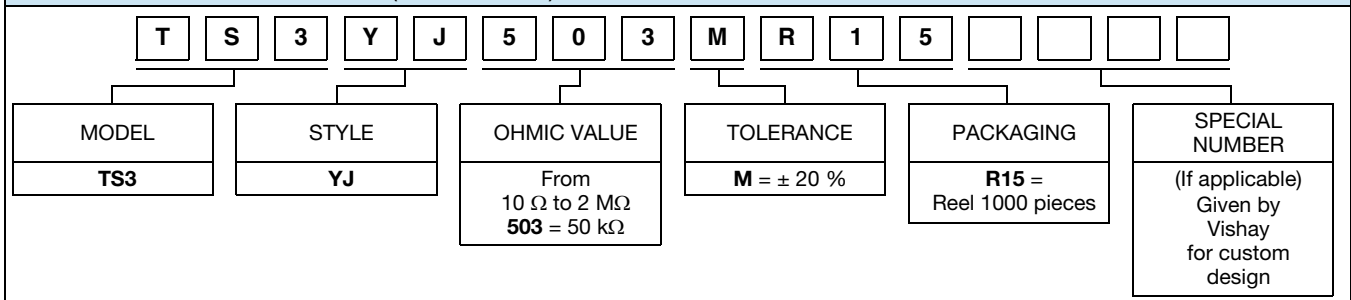 T S 3 Y J 5 0 3 M R 1 5
MODEL
TS3
STYLE
YJ
OHMIC VALUE
From
10 Ω to 2 MΩ
503 = 50 kΩ
TOLERANCE
M = ± 20 %
PACKAGING
R15 =
Reel 1000 pieces
SPECIAL
NUMBER
(If applicable)
Given by
Vishay
for custom
design